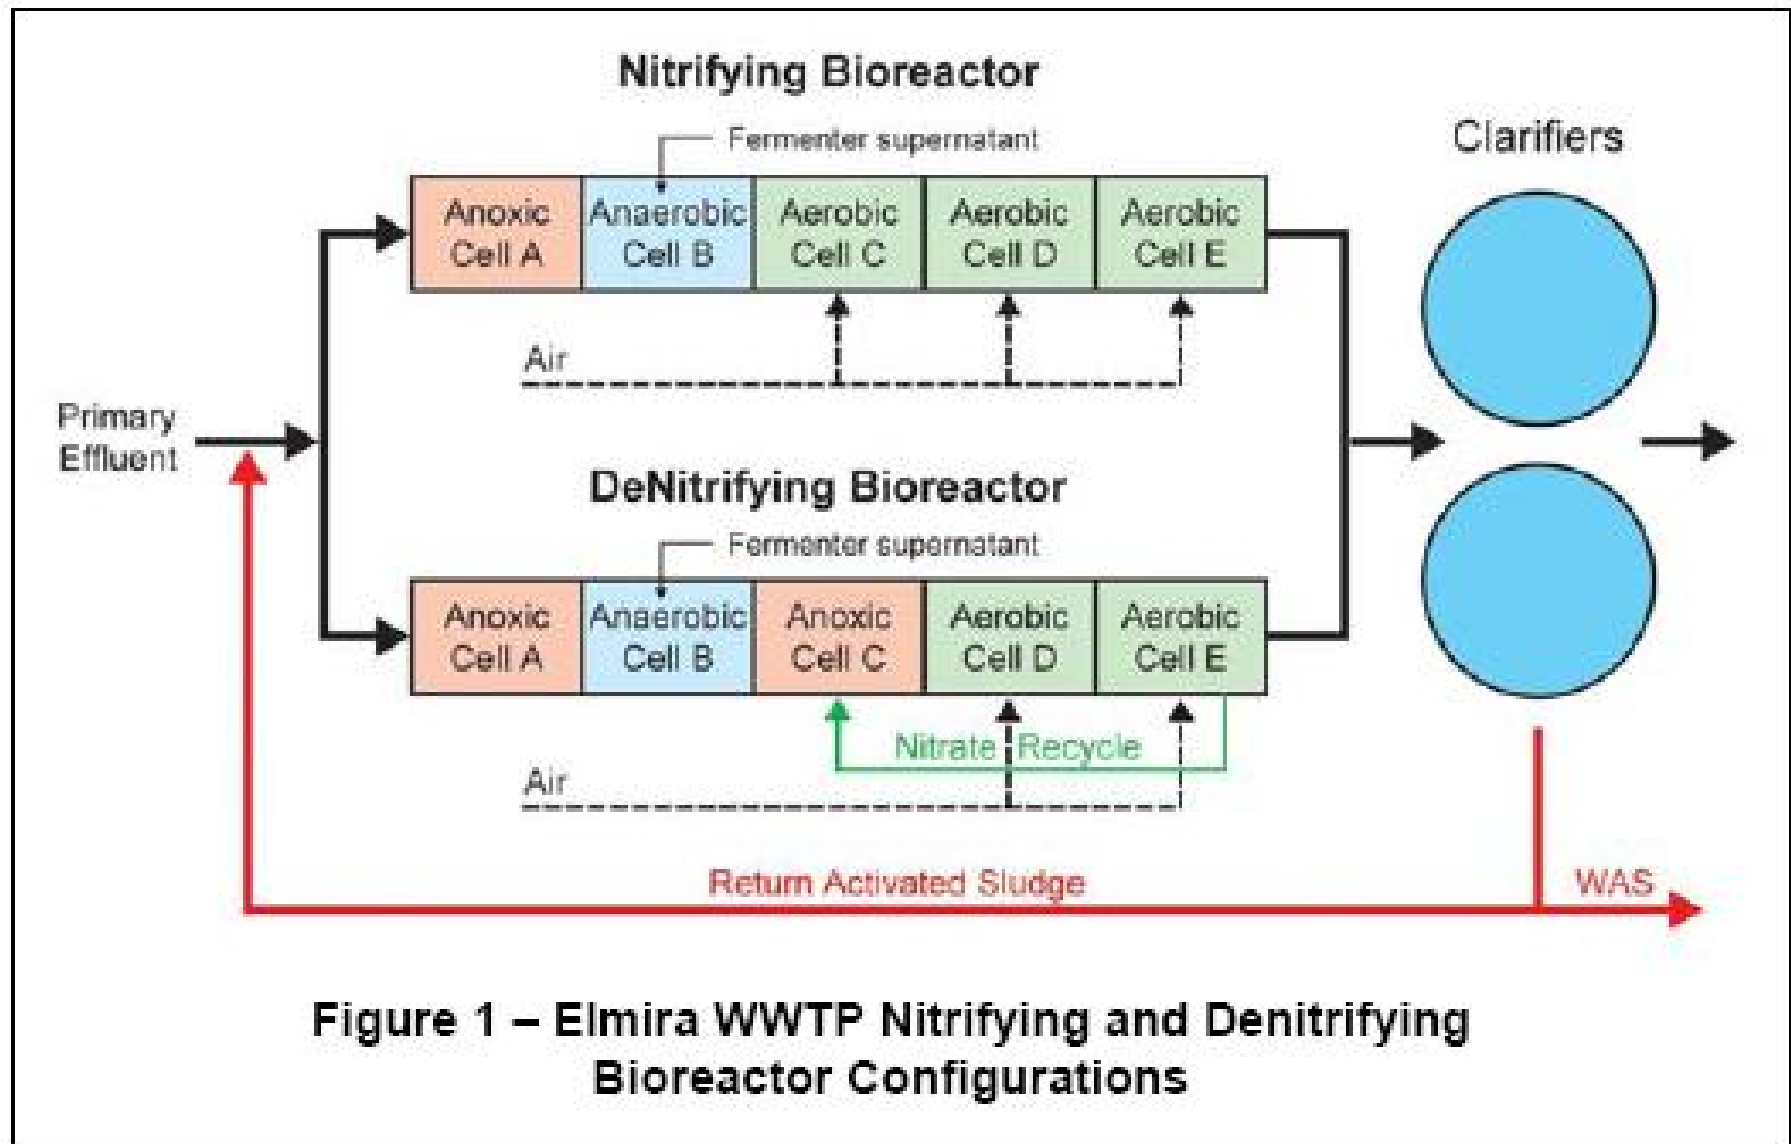 Nitrifying Bioreactor
Fermenter supernatant
Clarifiers
Anoxic
Cell A
Anaerobic
Cell B
Aerobic
Cell C
Aerobic
Cell D
Aerobic
Cell E
Air
Primary
Effluent
DeNitrifying Bioreactor
Fermenter supernatant
Anoxic
Cell A
Anaerobic
Cell B
Anoxic
Cell C
Aerobic
Cell D
Aerobic
Cell E
Nitrate Recycle
Air
Return Activated Sludge
WAS
Figure 1 – Elmira WWTP Nitrifying and Denitrifying
Bioreactor Configurations